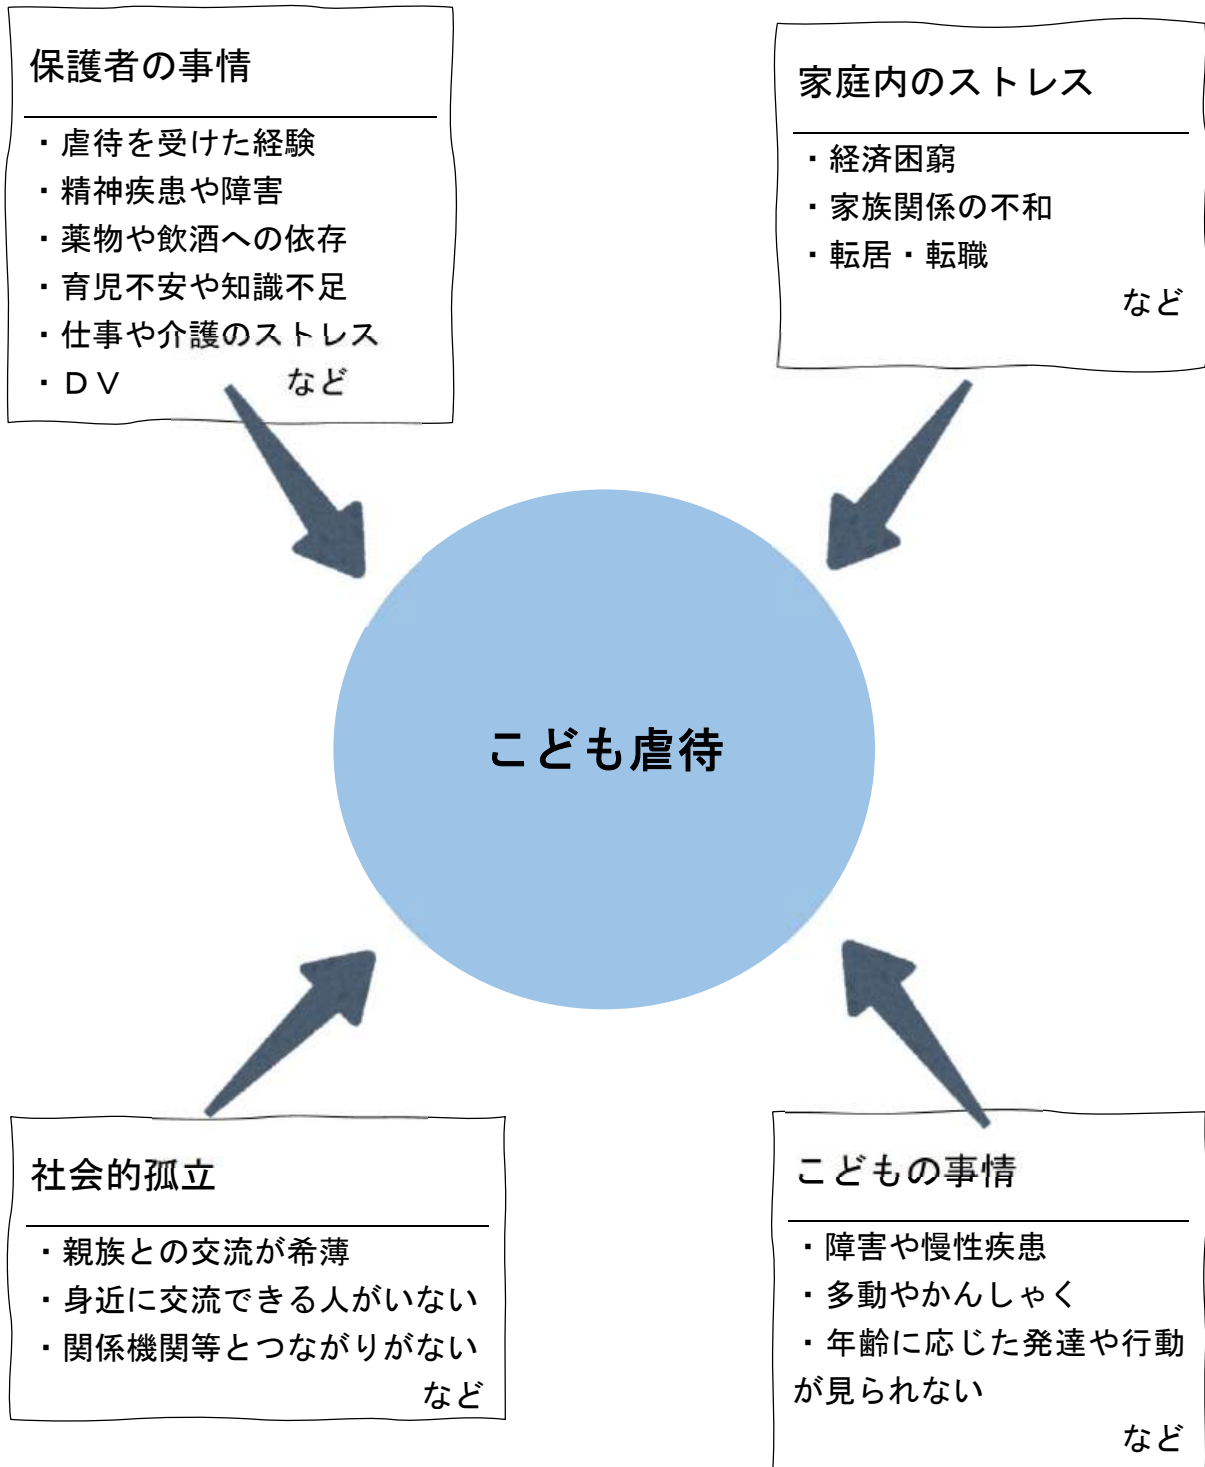 保護者の事情
・虐待を受けた経験
・精神疾患や障害
・薬物や飲酒への依存
・育児不安や知識不足
・仕事や介護のストレス
・ＤＶ　　　　　など
家庭内のストレス
・経済困窮
・家族関係の不和
・転居・転職
など
こども虐待
社会的孤立
・親族との交流が希薄
・身近に交流できる人がいない
・関係機関等とつながりがない
など
こどもの事情
・障害や慢性疾患
・多動やかんしゃく
・年齢に応じた発達や行動
が見られない
など